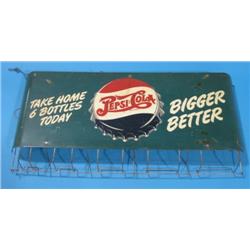 TAKE HOME
6 BOTTLES
TODAY
PEPSI-COLA
BIGGER
BETTER